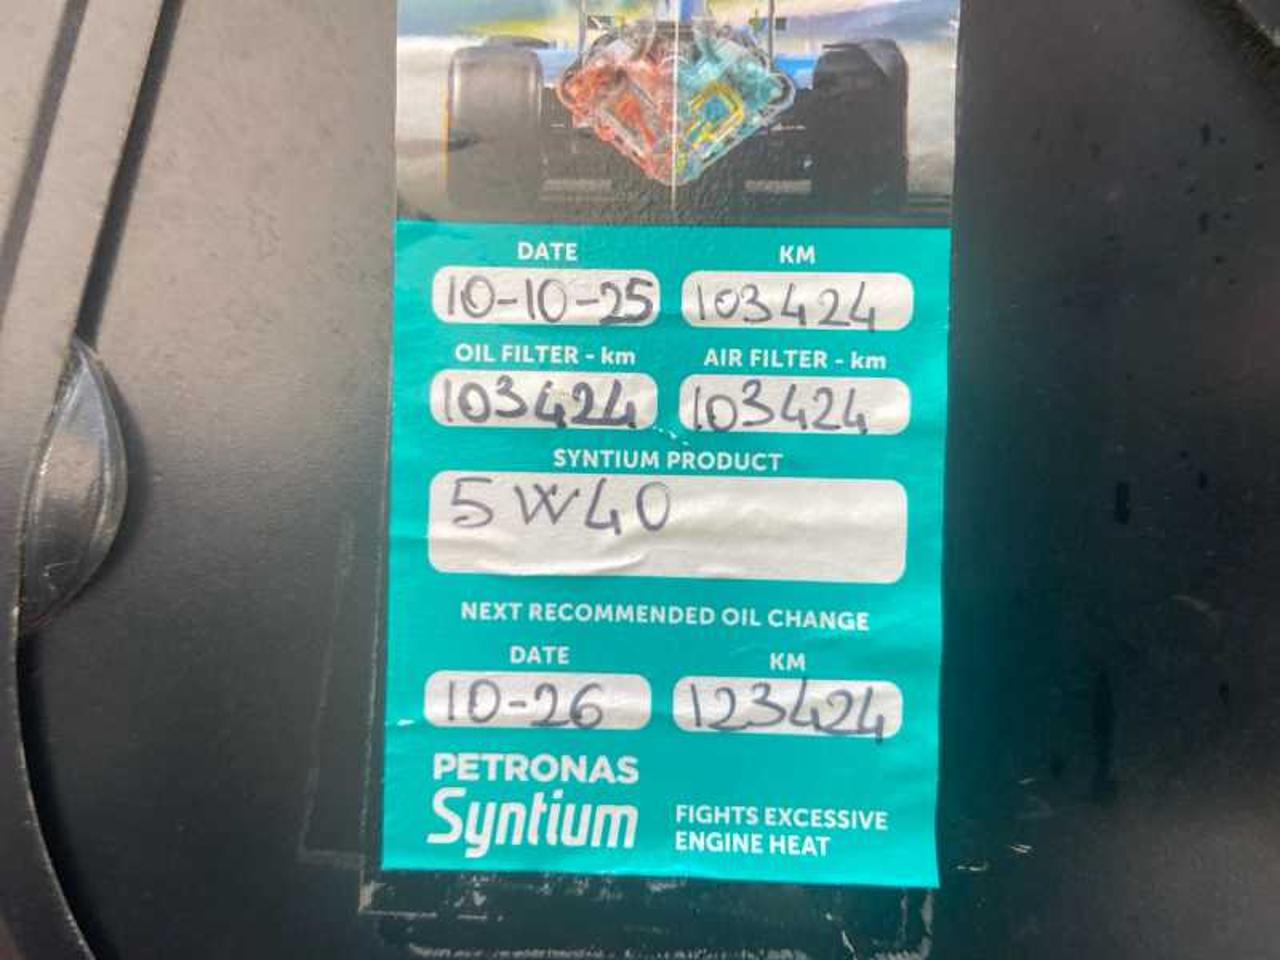 DATE KM
10-10-25 103424
OIL FILTER - km AIR FILTER - km
103424 103424
SYNTIUM PRODUCT
5W40
NEXT RECOMMENDED OIL CHANGE
DATE KM
10-26 123424
PETRONAS
Syntium FIGHTS EXCESSIVE
ENGINE HEAT